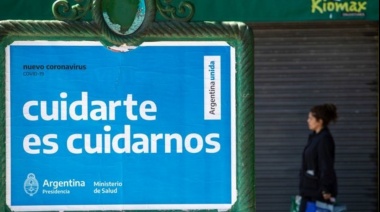 Kiomax
nuevo coronavirus
COVID-19
Argentina unida
cuidarte
es cuidarnos
Argentina
Presidencia
Ministerio
de Salud